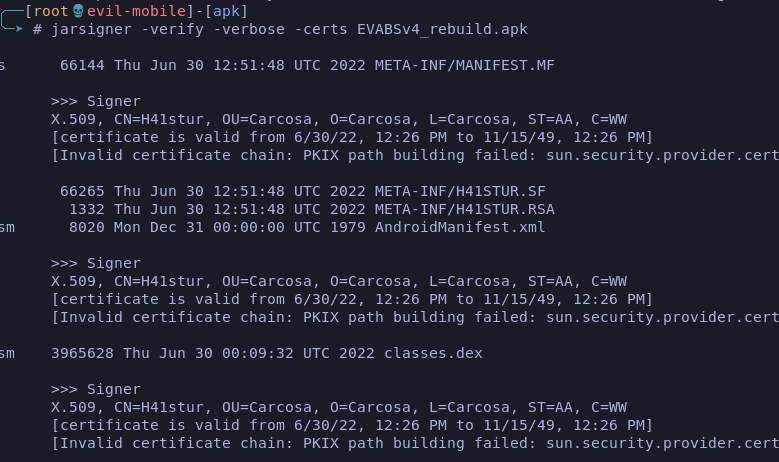 [root💀evil-mobile]-[apk]
# jarsigner -verify -verbose -certs EVABSv4_rebuild.apk
s 66144 Thu Jun 30 12:51:48 UTC 2022 META-INF/MANIFEST.MF
>>> Signer
X.509, CN=H41stur, OU=Carcosa, O=Carcosa, L=Carcosa, ST=AA, C=WW
[certificate is valid from 6/30/22, 12:26 PM to 11/15/49, 12:26 PM]
[Invalid certificate chain: PKIX path building failed: sun.security.provider.cert
66265 Thu Jun 30 12:51:48 UTC 2022 META-INF/H41STUR.SF
1332 Thu Jun 30 12:51:48 UTC 2022 META-INF/H41STUR.RSA
sm 8020 Mon Dec 31 00:00:00 UTC 1979 AndroidManifest.xml
>>> Signer
X.509, CN=H41stur, OU=Carcosa, O=Carcosa, L=Carcosa, ST=AA, C=WW
[certificate is valid from 6/30/22, 12:26 PM to 11/15/49, 12:26 PM]
[Invalid certificate chain: PKIX path building failed: sun.security.provider.cert
sm 3965628 Thu Jun 30 00:09:32 UTC 2022 classes.dex
>>> Signer
X.509, CN=H41stur, OU=Carcosa, O=Carcosa, L=Carcosa, ST=AA, C=WW
[certificate is valid from 6/30/22, 12:26 PM to 11/15/49, 12:26 PM]
[Invalid certificate chain: PKIX path building failed: sun.security.provider.cert